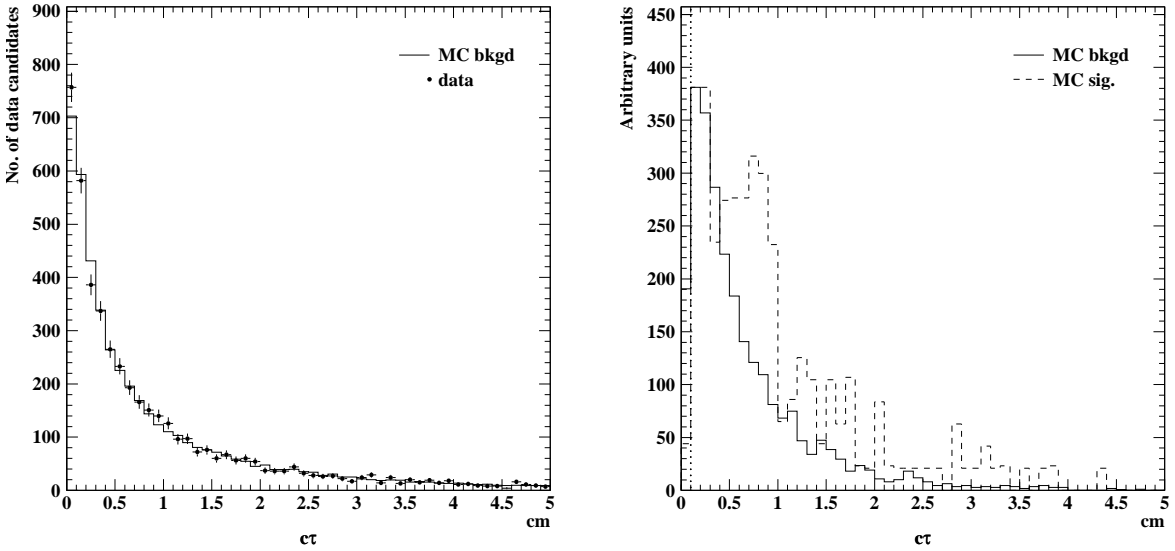 No. of data candidates
900
800
700
600
500
400
300
200
100
0
MC bkgd
data
0 0.5 1 1.5 2 2.5 3 3.5 4 4.5 5
cm
cτ
Arbitrary units
450
400
350
300
250
200
150
100
50
0
MC bkgd
MC sig.
0 0.5 1 1.5 2 2.5 3 3.5 4 4.5 5
cm
cτ